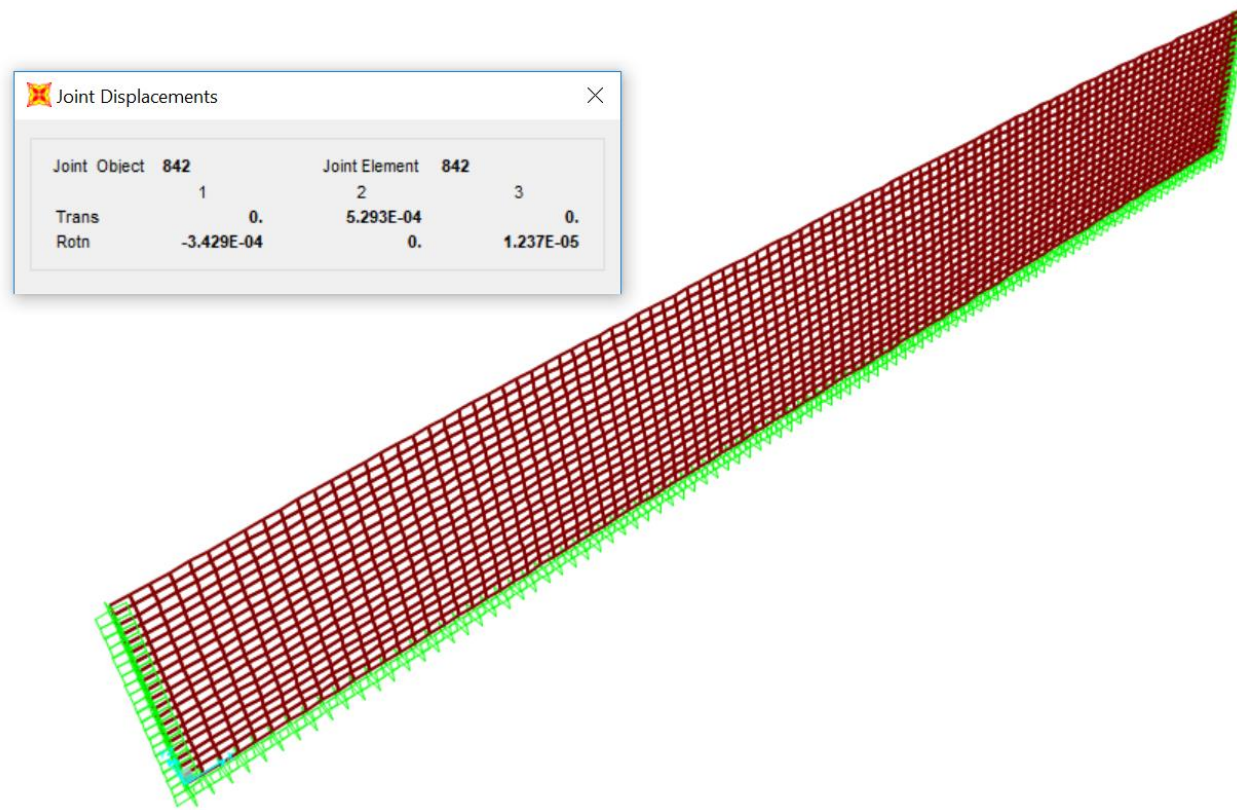 Joint Displacements
Joint Object 842 Joint Element 842
1 2 3
Trans 0. 5.293E-04 0.
Rotn -3.429E-04 0. 1.237E-05